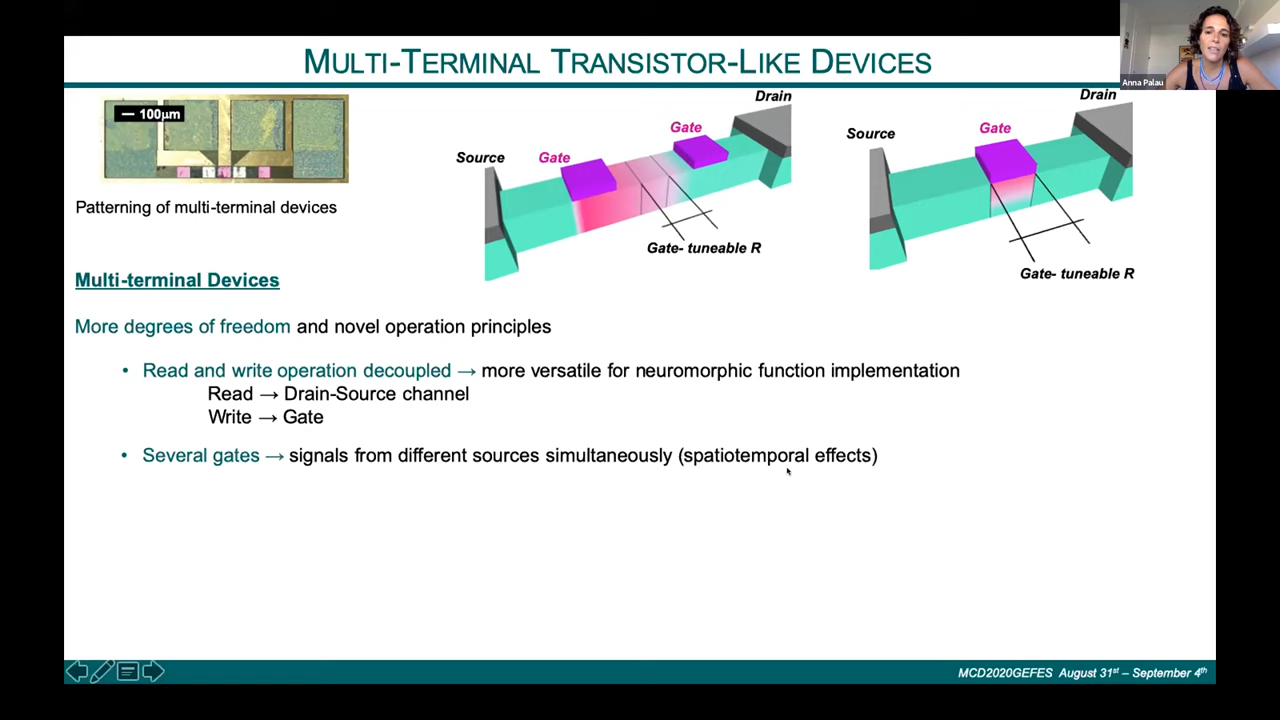 MULTI-TERMINAL TRANSISTOR-LIKE DEVICES
Anna Palau
100μm
Patterning of multi-terminal devices
Source
Gate
Gate
Drain
Gate- tuneable R
Source
Gate
Drain
Gate- tuneable R
Multi-terminal Devices
More degrees of freedom and novel operation principles
• Read and write operation decoupled → more versatile for neuromorphic function implementation
Read → Drain-Source channel
Write → Gate
• Several gates → signals from different sources simultaneously (spatiotemporal effects)
MCD2020GEFES August 31st – September 4th